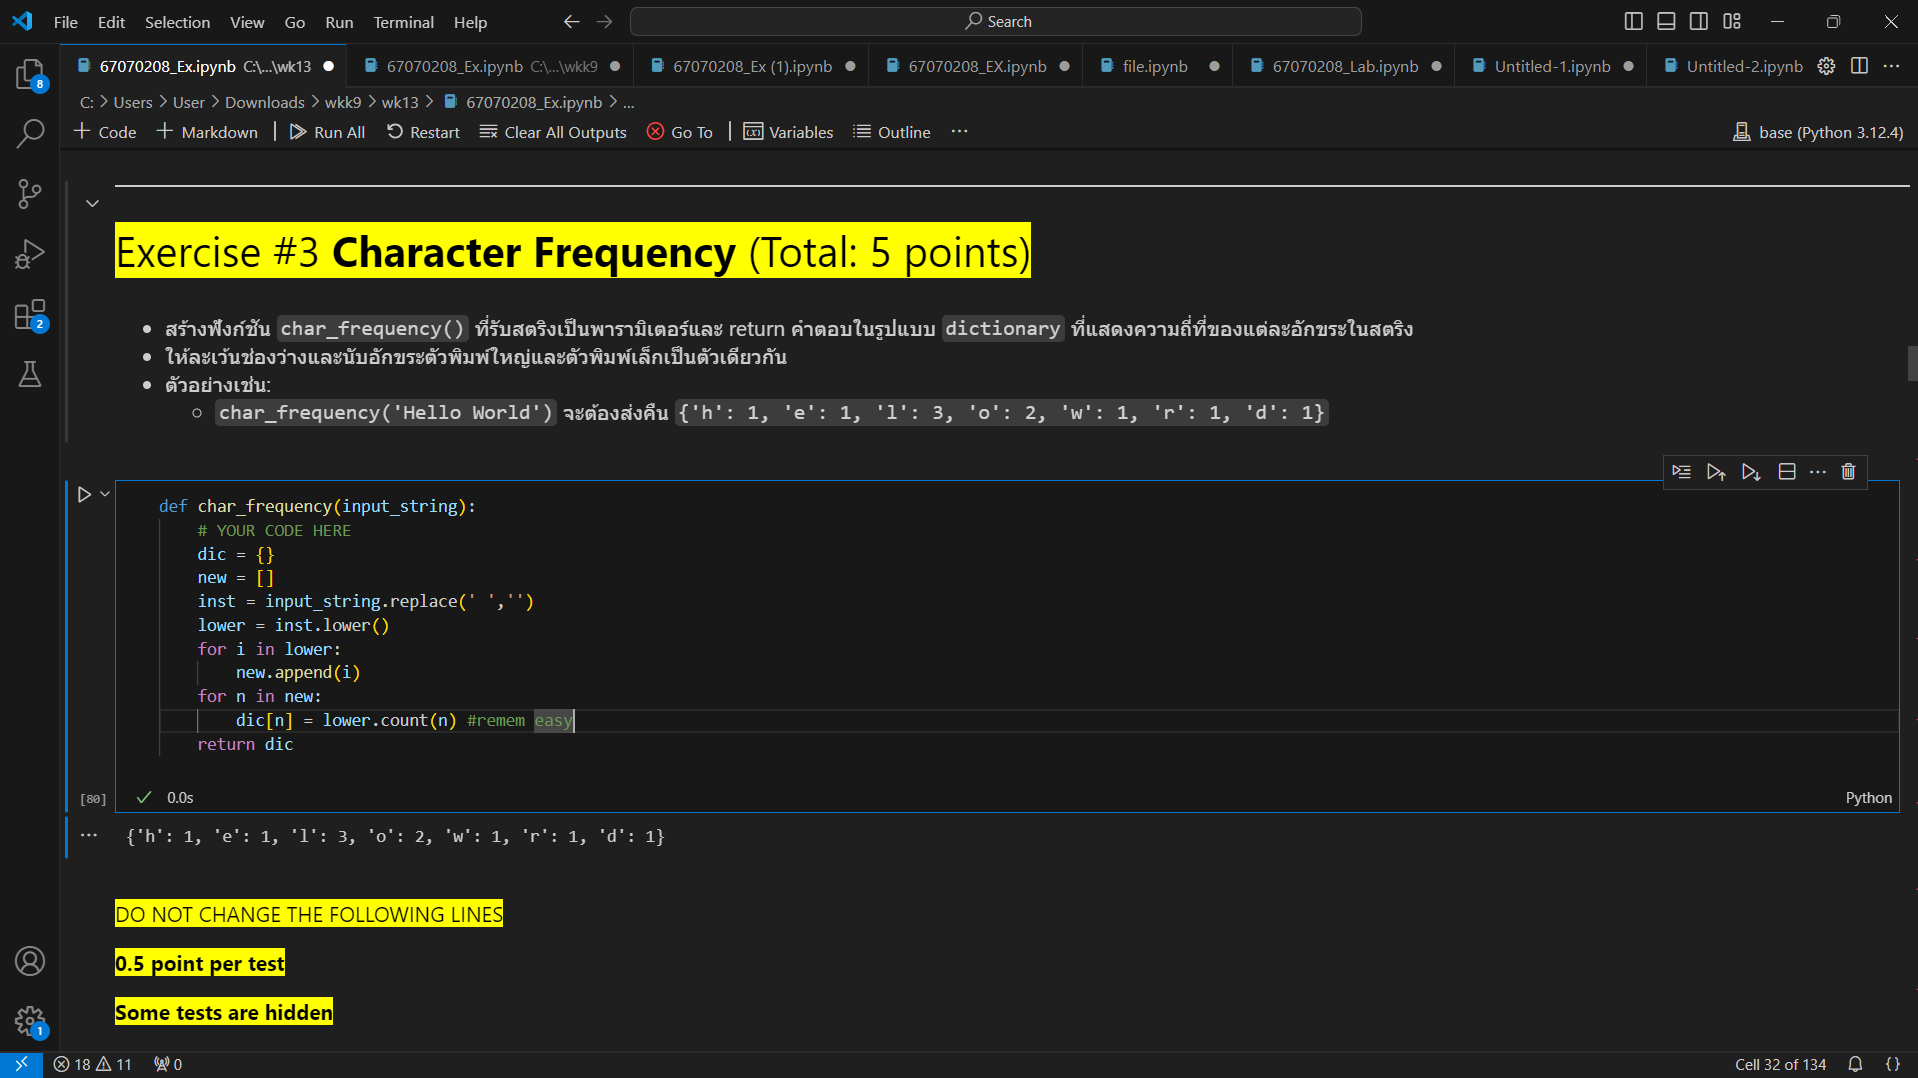 File Edit Selection View Go Run Terminal Help Search
67070208_Ex.ipynb C:\...\wk13 67070208_Ex.ipynb C:\...\wkk9 67070208_Ex (1).ipynb 67070208_EX.ipynb file.ipynb 67070208_Lab.ipynb Untitled-1.ipynb Untitled-2.ipynb
C: > Users > User > Downloads > wkk9 > wk13 > 67070208_Ex.ipynb > ...
+ Code + Markdown Run All Restart Clear All Outputs Go To Variables Outline ... base (Python 3.12.4)
Exercise #3 Character Frequency (Total: 5 points)
สร้างฟังก์ชัน char_frequency() ที่รับสตริงเป็นพารามิเตอร์และ return คำตอบในรูปแบบ dictionary ที่แสดงความถี่ที่ของแต่ละอักขระในสตริง
ให้ละเว้นช่องว่างและนับอักขระตัวพิมพ์ใหญ่และตัวพิมพ์เล็กเป็นตัวเดียวกัน
ตัวอย่างเช่น:
char_frequency('Hello World') จะต้องส่งคืน {'h': 1, 'e': 1, 'l': 3, 'o': 2, 'w': 1, 'r': 1, 'd': 1}
def char_frequency(input_string):
# YOUR CODE HERE
dic = {}
new = []
inst = input_string.replace(' ','')
lower = inst.lower()
for i in lower:
new.append(i)
for n in new:
dic[n] = lower.count(n) #remem easy
return dic
[80] 0.0s Python
... {'h': 1, 'e': 1, 'l': 3, 'o': 2, 'w': 1, 'r': 1, 'd': 1}
DO NOT CHANGE THE FOLLOWING LINES
0.5 point per test
Some tests are hidden
8
2
1
18 11 0 Cell 32 of 134 {}